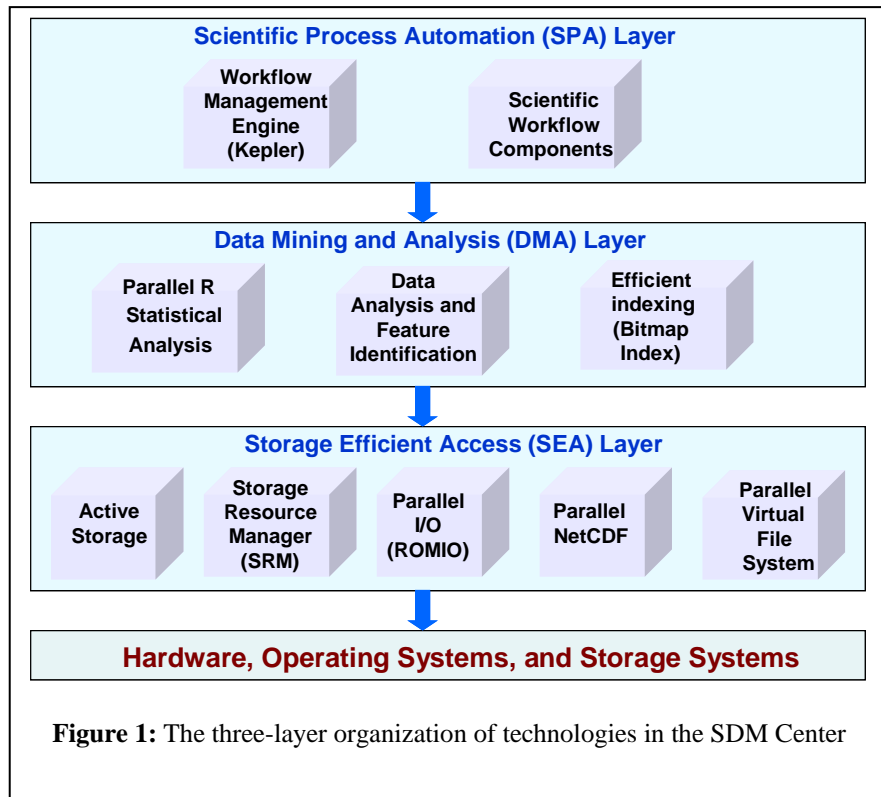 Scientific Process Automation (SPA) Layer
Workflow
Management
Engine
(Kepler)
Scientific
Workflow
Components
Data Mining and Analysis (DMA) Layer
Parallel R
Statistical
Analysis
Data
Analysis and
Feature
Identification
Efficient
indexing
(Bitmap
Index)
Storage Efficient Access (SEA) Layer
Active
Storage
Storage
Resource
Manager
(SRM)
Parallel
I/O
(ROMIO)
Parallel
NetCDF
Parallel
Virtual
File
System
Hardware, Operating Systems, and Storage Systems
Figure 1: The three-layer organization of technologies in the SDM Center